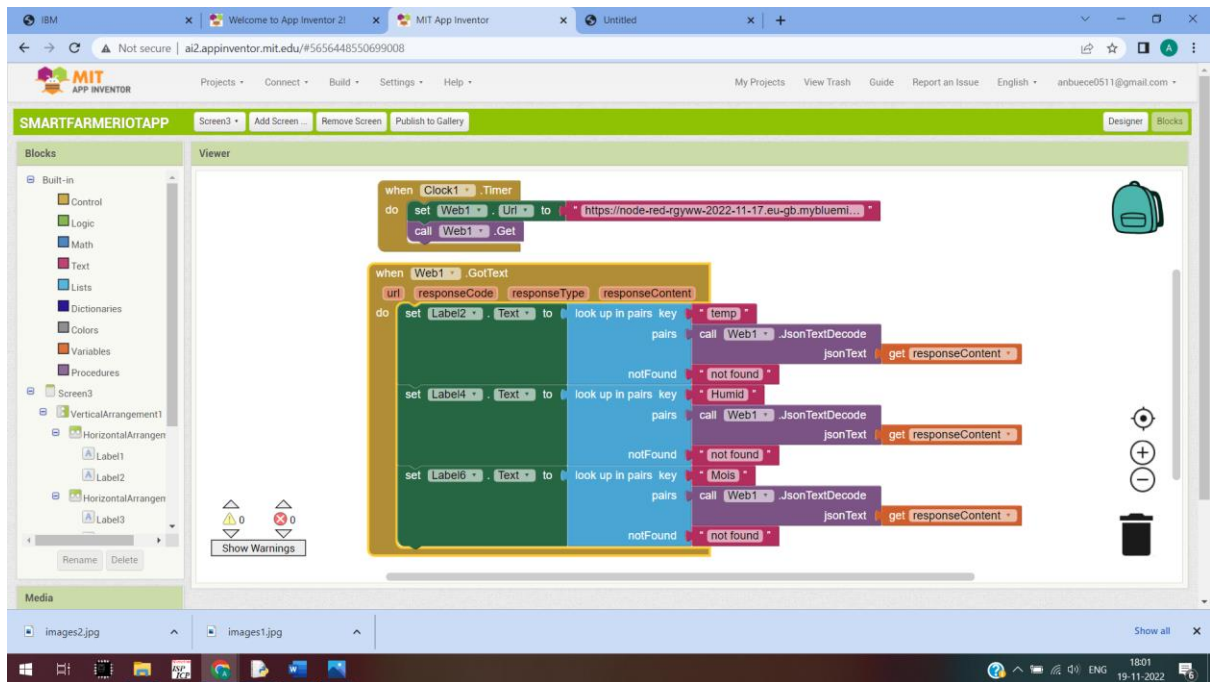 IBM
Welcome to App Inventor 2!
MIT App Inventor
Untitled
Not secure | ai2.appinventor.mit.edu/#5656448550699008
A
MIT
APP INVENTOR
Projects
Connect
Build
Settings
Help
My Projects
View Trash
Guide
Report an Issue
English
anbuece0511@gmail.com
SMARTFARMERIOTAPP
Screen3
Add Screen ...
Remove Screen
Publish to Gallery
Designer
Blocks
Blocks
Viewer
Built-in
Control
Logic
Math
Text
Lists
Dictionaries
Colors
Variables
Procedures
Screen3
VerticalArrangement1
HorizontalArrangen
Label1
Label2
HorizontalArrangen
Label3
Rename
Delete
Media
when Clock1 .Timer
do set Web1 . Url to " https://node-red-rgyww-2022-11-17.eu-gb.mybluemi... "
call Web1 .Get
when Web1 .GotText
url responseCode responseType responseContent
do set Label2 . Text to look up in pairs key " temp "
pairs call Web1 .JsonTextDecode
jsonText get responseContent
notFound " not found "
set Label4 . Text to look up in pairs key " Humid "
pairs call Web1 .JsonTextDecode
jsonText get responseContent
notFound " not found "
set Label6 . Text to look up in pairs key " Mois "
pairs call Web1 .JsonTextDecode
jsonText get responseContent
notFound " not found "
0
0
Show Warnings
images2.jpg
images1.jpg
Show all
ISP
ICP
ENG
18:01
19-11-2022
6